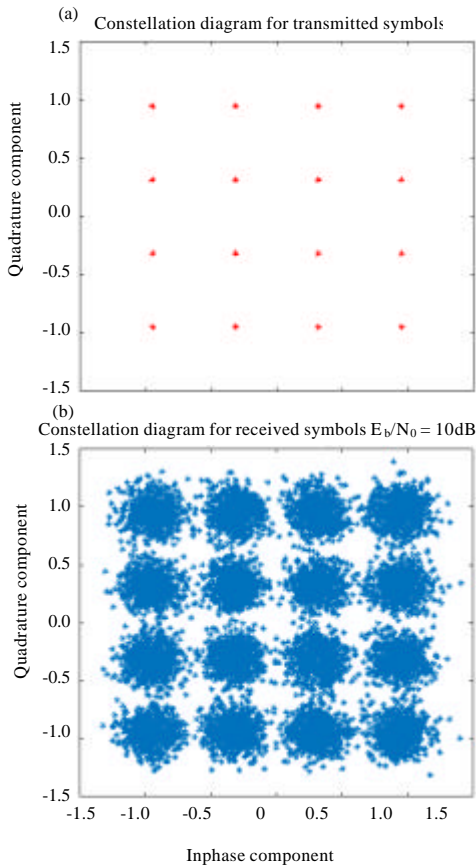 (a)
Constellation diagram for transmitted symbols
1.5
1.0
0.5
0.0
-0.5
-1.0
-1.5
Quadrature component
(b)
Constellation diagram for received symbols E_b/N_0 = 10dB
1.5
1.0
0.5
0.0
-0.5
-1.0
-1.5
Quadrature component
-1.5 -1.0 -0.5 0 0.5 1.0 1.5
Inphase component